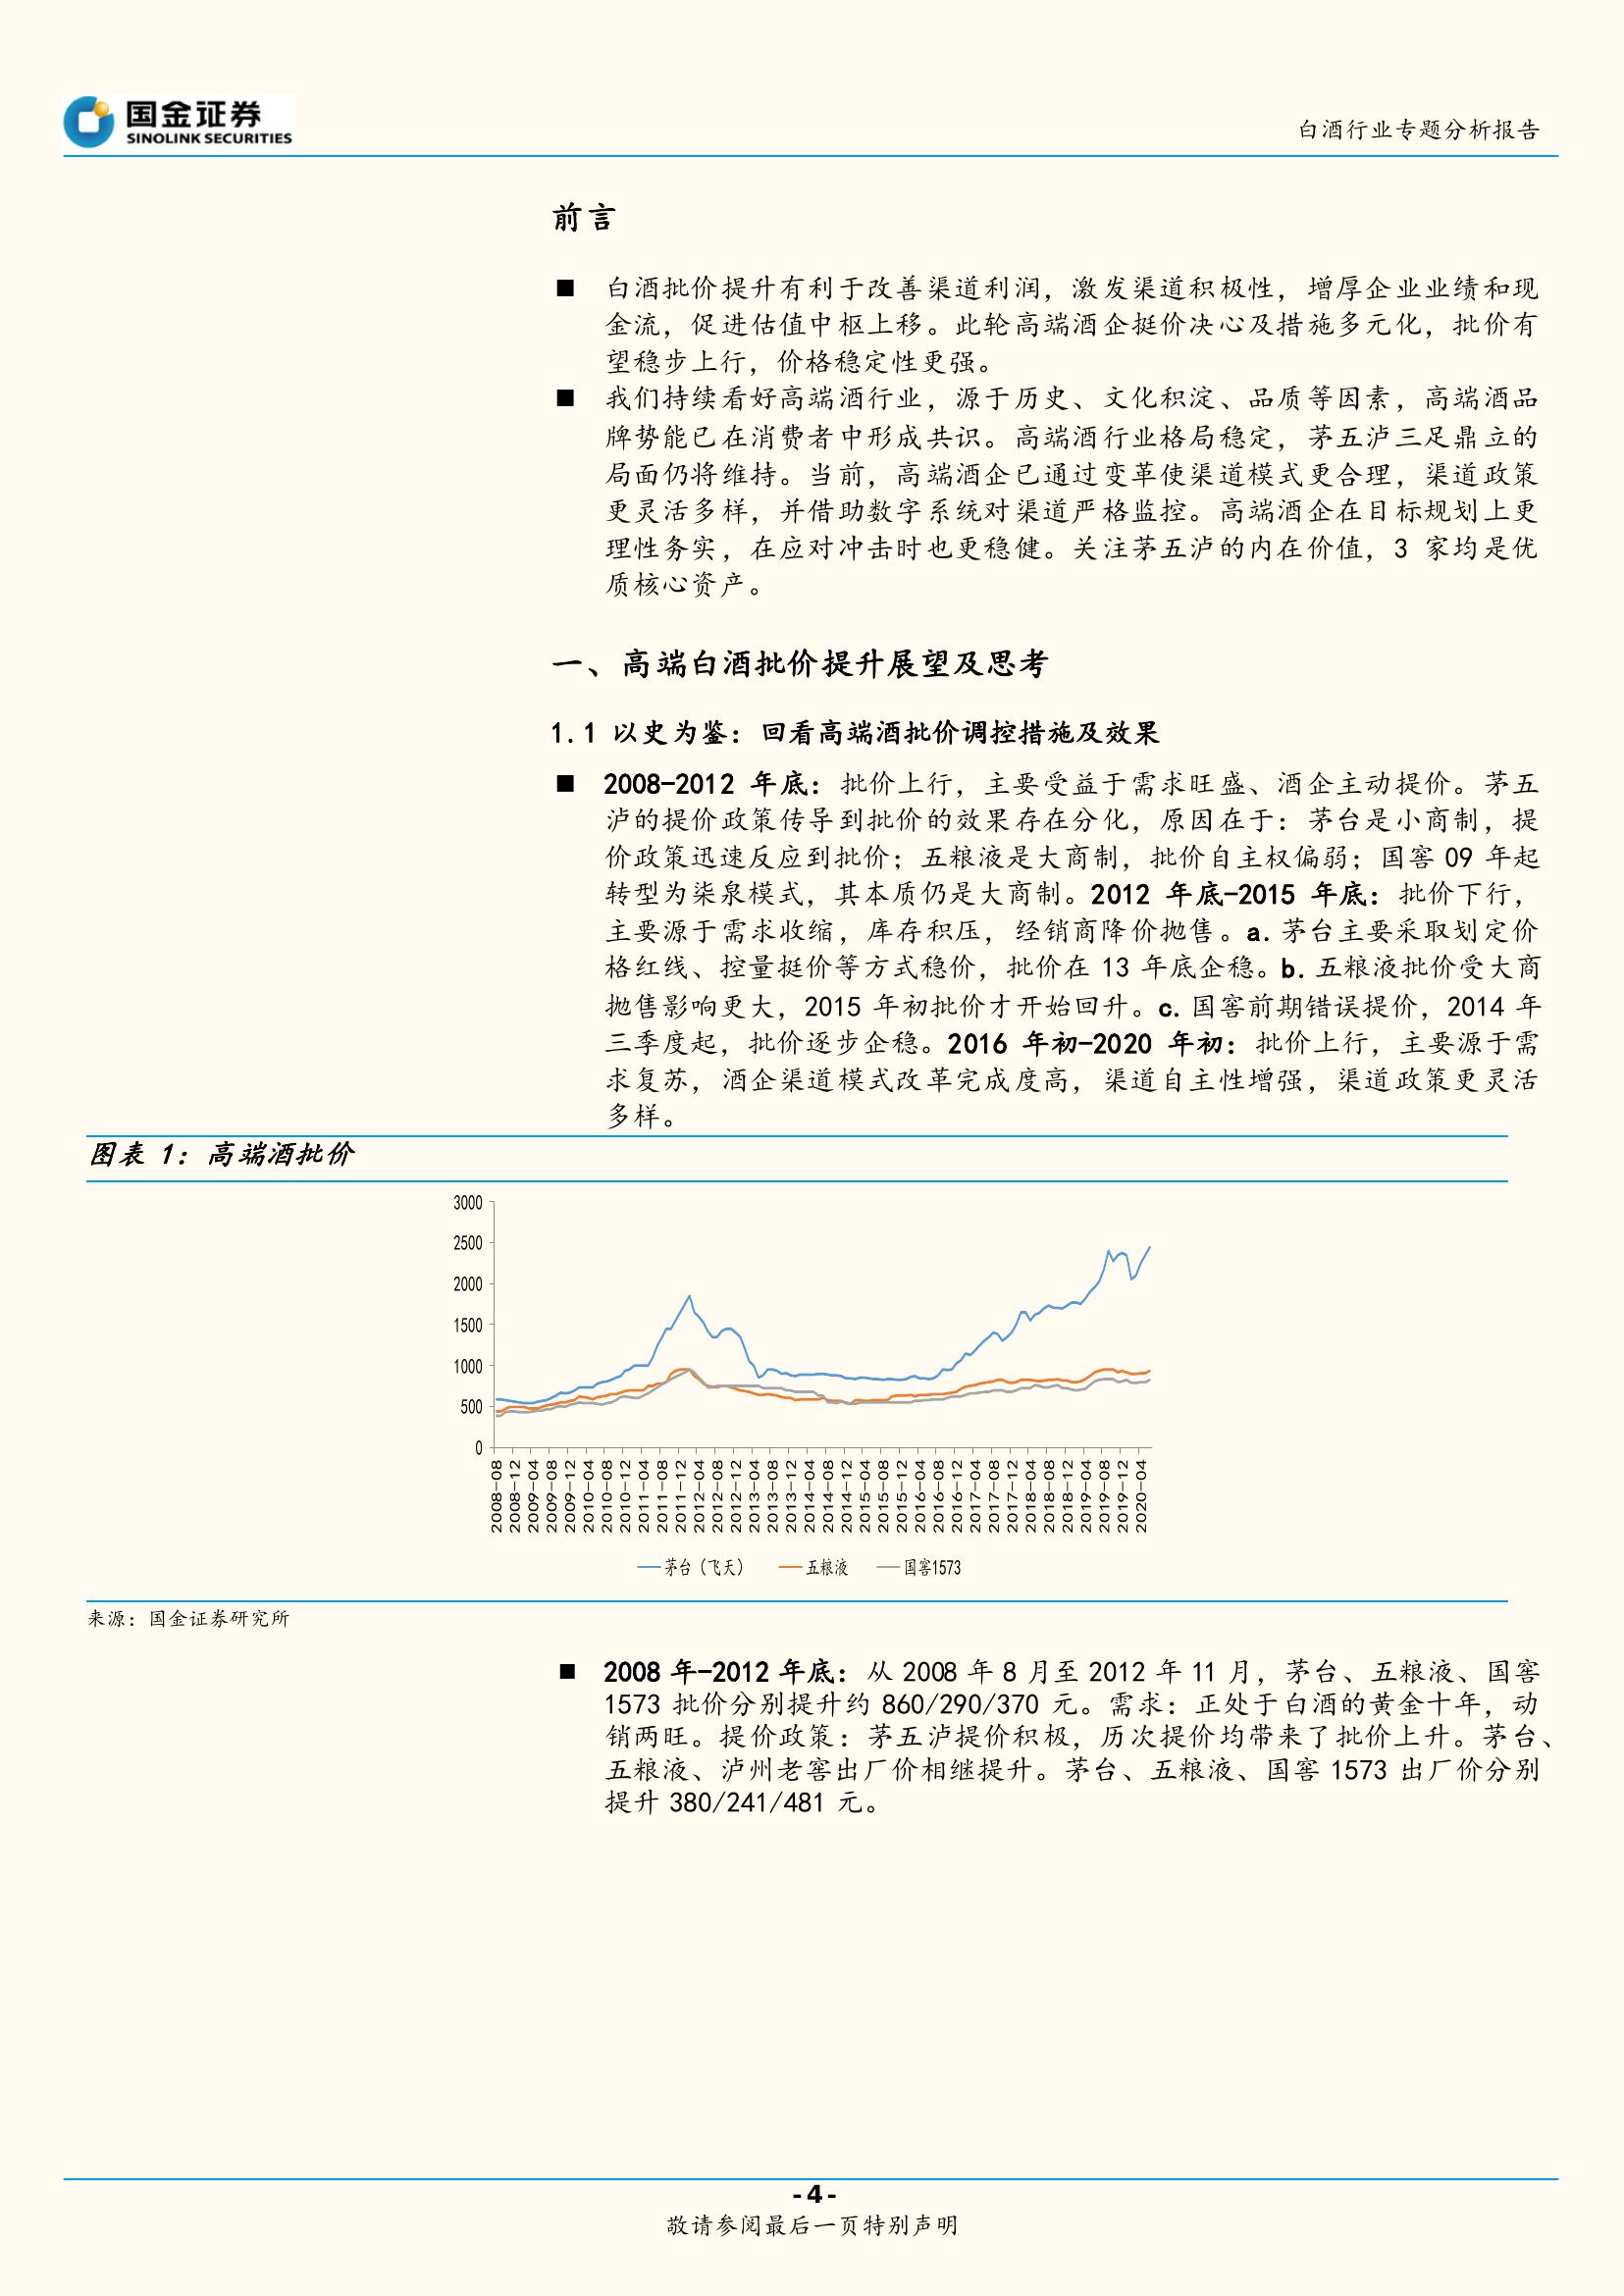 国金证券
SINOLINK SECURITIES
白酒行业专题分析报告
前言
■ 白酒批价提升有利于改善渠道利润，激发渠道积极性，增厚企业业绩和现
金流，促进估值中枢上移。此轮高端酒企挺价决心及措施多元化，批价有
望稳步上行，价格稳定性更强。
■ 我们持续看好高端酒行业，源于历史、文化积淀、品质等因素，高端酒品
牌势能已在消费者中形成共识。高端酒行业格局稳定，茅五泸三足鼎立的
局面仍将维持。当前，高端酒企已通过变革使渠道模式更合理，渠道政策
更灵活多样，并借助数字系统对渠道严格监控。高端酒企在目标规划上更
理性务实，在应对冲击时也更稳健。关注茅五泸的内在价值，3 家均是优
质核心资产。
一、高端白酒批价提升展望及思考
1.1 以史为鉴：回看高端酒批价调控措施及效果
■ 2008-2012 年底：批价上行，主要受益于需求旺盛、酒企主动提价。茅五
泸的提价政策传导到批价的效果存在分化，原因在于：茅台是小商制，提
价政策迅速反应到批价；五粮液是大商制，批价自主权偏弱；国窖 09 年起
转型为柒泉模式，其本质仍是大商制。2012 年底-2015 年底：批价下行，
主要源于需求收缩，库存积压，经销商降价抛售。a.茅台主要采取划定价
格红线、控量挺价等方式稳价，批价在 13 年底企稳。b.五粮液批价受大商
抛售影响更大，2015 年初批价才开始回升。c.国窖前期错误提价，2014 年
三季度起，批价逐步企稳。2016 年初-2020 年初：批价上行，主要源于需
求复苏，酒企渠道模式改革完成度高，渠道自主性增强，渠道政策更灵活
多样。
图表 1：高端酒批价
3000
2500
2000
1500
1000
500
0
2008-08
2008-12
2009-04
2009-08
2009-12
2010-04
2010-08
2010-12
2011-04
2011-08
2011-12
2012-04
2012-08
2012-12
2013-04
2013-08
2013-12
2014-04
2014-08
2014-12
2015-04
2015-08
2015-12
2016-04
2016-08
2016-12
2017-04
2017-08
2017-12
2018-04
2018-08
2018-12
2019-04
2019-08
2019-12
2020-04
茅台（飞天） 五粮液 国窖1573
来源：国金证券研究所
■ 2008 年-2012 年底：从 2008 年 8 月至 2012 年 11 月，茅台、五粮液、国窖
1573 批价分别提升约 860/290/370 元。需求：正处于白酒的黄金十年，动
销两旺。提价政策：茅五泸提价积极，历次提价均带来了批价上升。茅台、
五粮液、泸州老窖出厂价相继提升。茅台、五粮液、国窖 1573 出厂价分别
提升 380/241/481 元。
- 4 -
敬请参阅最后一页特别声明